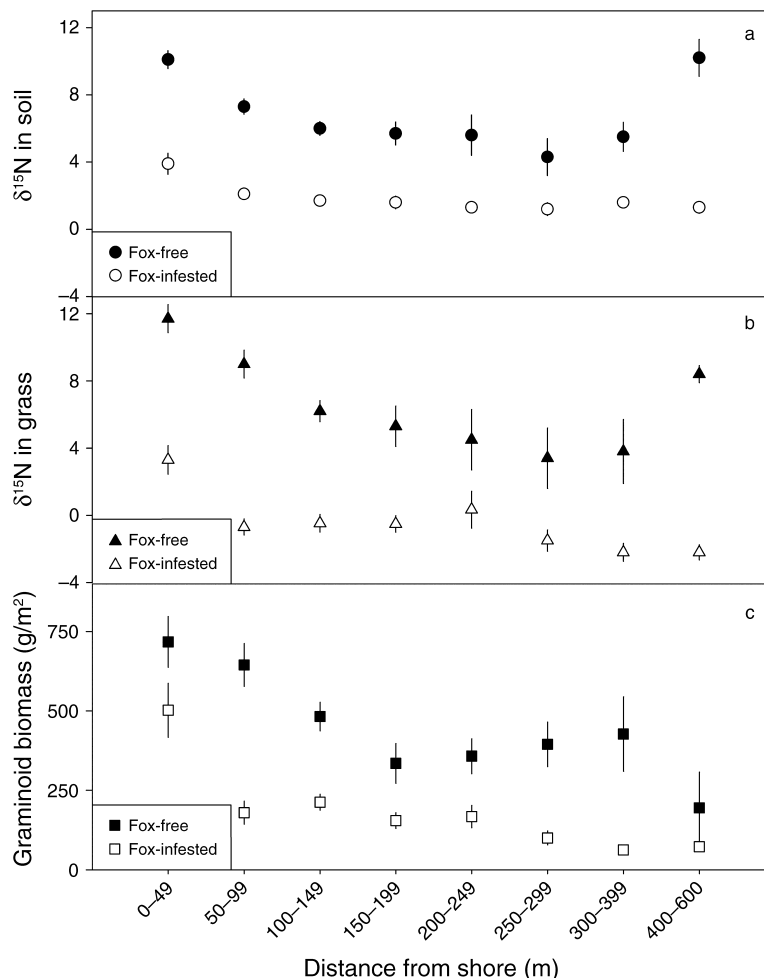 a
12
8
4
0
–4
δ¹⁵N in soil
Fox-free
Fox-infested
b
12
8
4
0
–4
δ¹⁵N in grass
Fox-free
Fox-infested
c
750
500
250
0
Graminoid biomass (g/m²)
Fox-free
Fox-infested
0–49
50–99
100–149
150–199
200–249
250–299
300–399
400–600
Distance from shore (m)